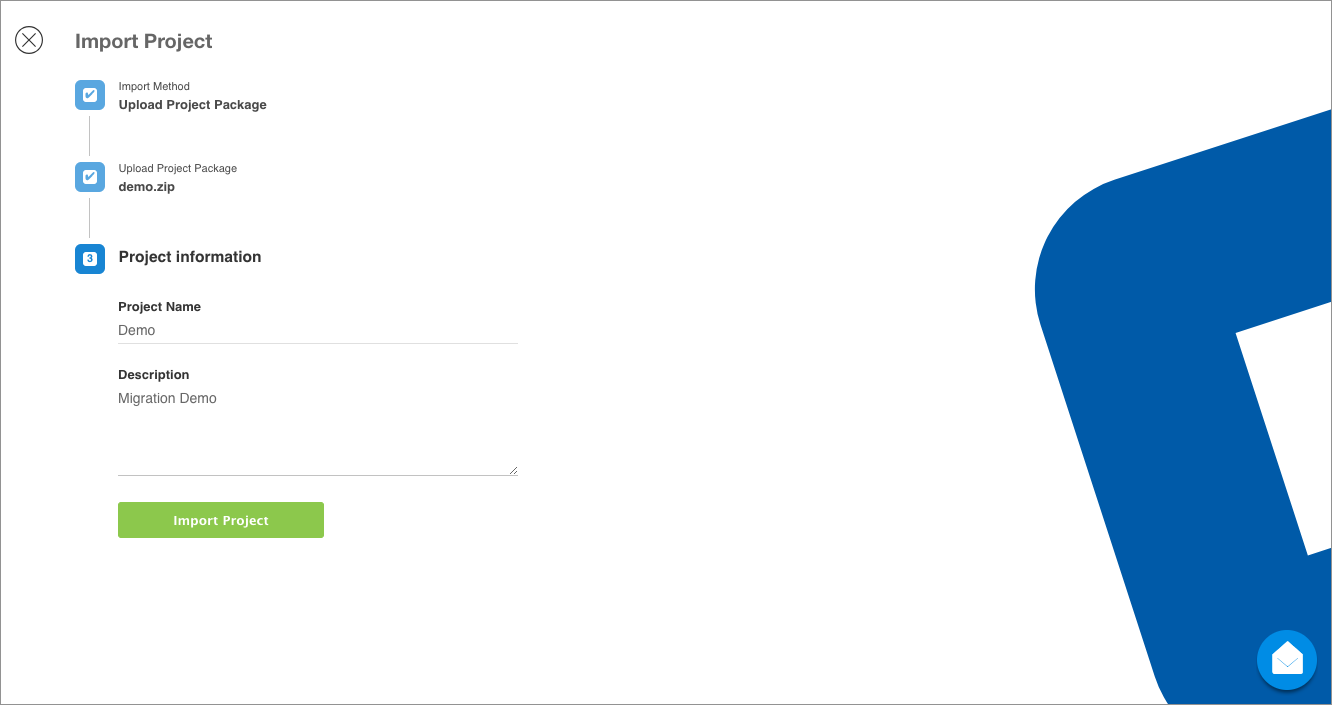 Import Project
Import Method
Upload Project Package
Upload Project Package
demo.zip
3
Project information
Project Name
Demo
Description
Migration Demo
Import Project